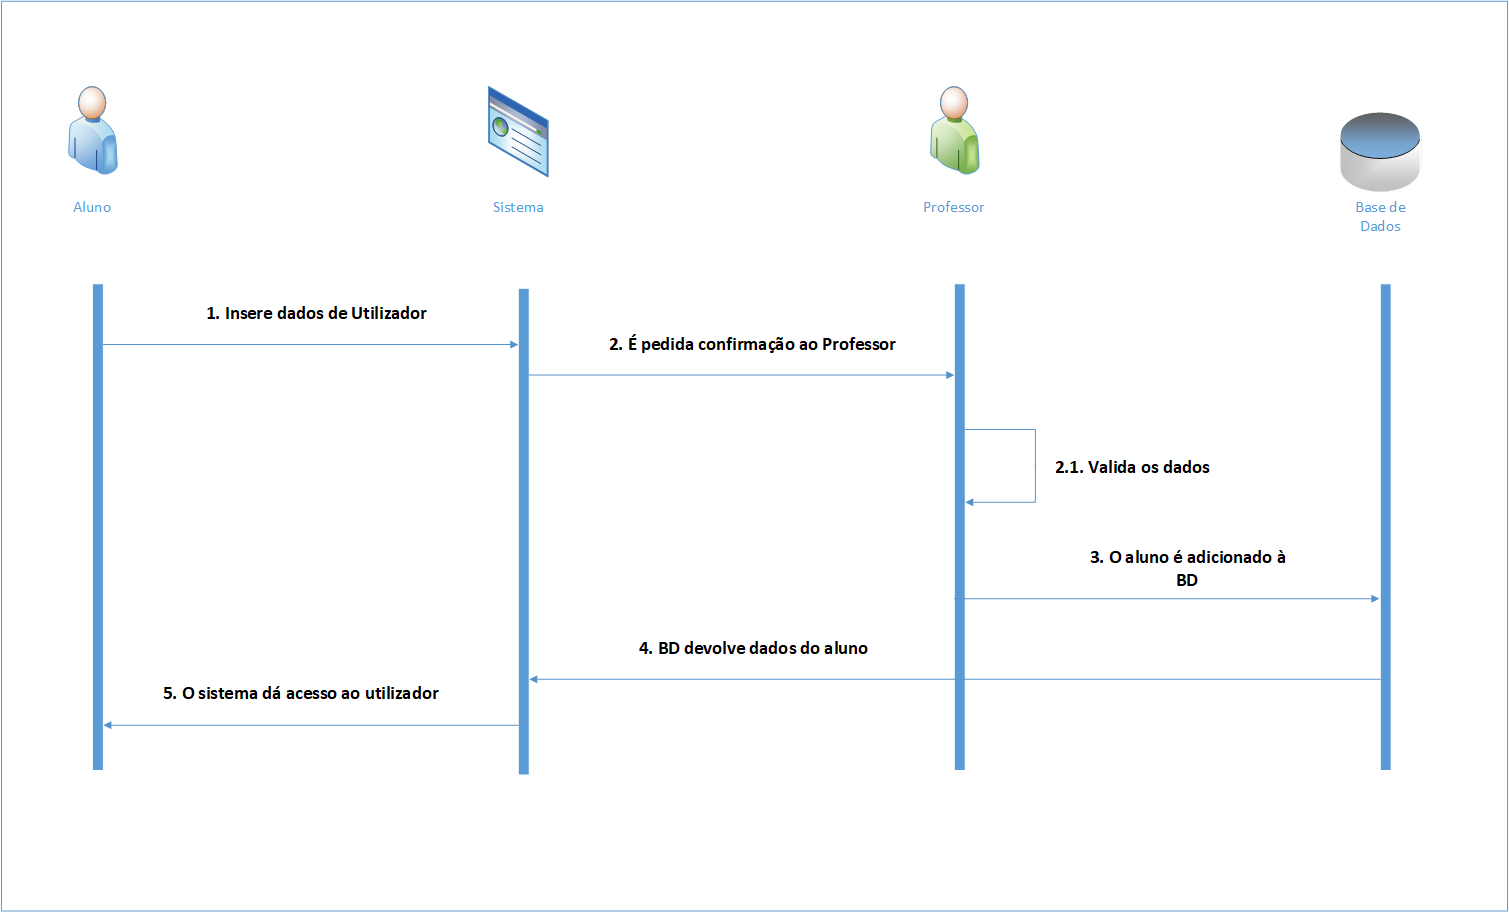 Aluno
Sistema
Professor
Base de
Dados
1. Insere dados de Utilizador
2. É pedida confirmação ao Professor
2.1. Valida os dados
3. O aluno é adicionado à
BD
4. BD devolve dados do aluno
5. O sistema dá acesso ao utilizador